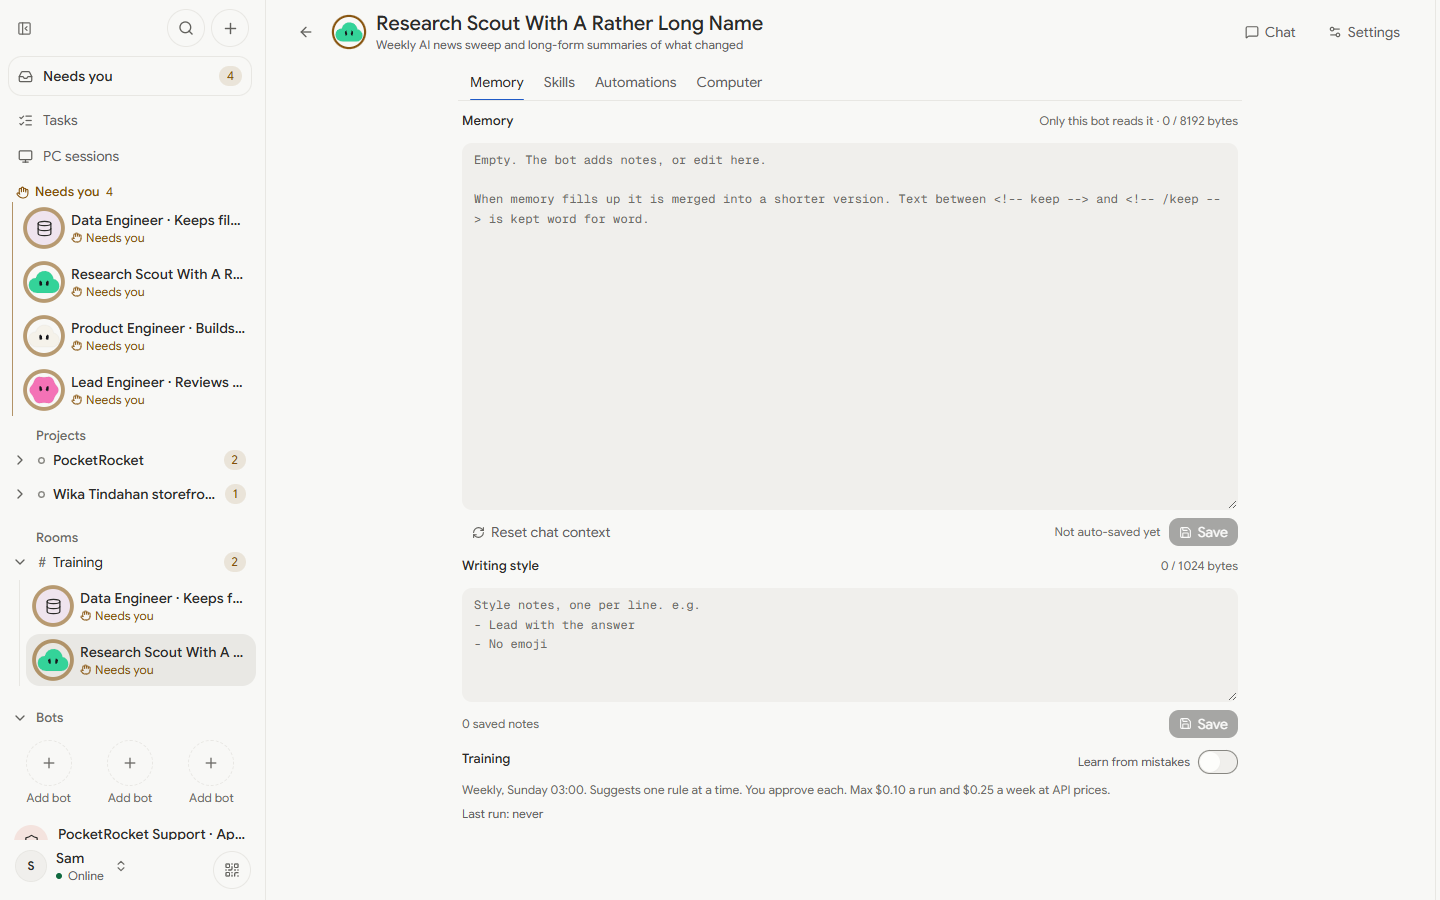 Needs you
4
Tasks
PC sessions
Needs you 4
Data Engineer · Keeps fil...
Needs you
Research Scout With A R...
Needs you
Product Engineer · Builds...
Needs you
Lead Engineer · Reviews ...
Needs you
Projects
PocketRocket
2
Wika Tindahan storefro...
1
Rooms
# Training
2
Data Engineer · Keeps f...
Needs you
Research Scout With A ...
Needs you
Bots
Add bot
Add bot
Add bot
PocketRocket Support · Ap...
S
Sam
Online
Research Scout With A Rather Long Name
Weekly AI news sweep and long-form summaries of what changed
Chat
Settings
Memory
Skills
Automations
Computer
Memory
Only this bot reads it · 0 / 8192 bytes
Empty. The bot adds notes, or edit here.
When memory fills up it is merged into a shorter version. Text between <!-- keep --> and <!-- /keep --
> is kept word for word.
Reset chat context
Not auto-saved yet
Save
Writing style
0 / 1024 bytes
Style notes, one per line. e.g.
- Lead with the answer
- No emoji
0 saved notes
Save
Training
Learn from mistakes
Weekly, Sunday 03:00. Suggests one rule at a time. You approve each. Max $0.10 a run and $0.25 a week at API prices.
Last run: never